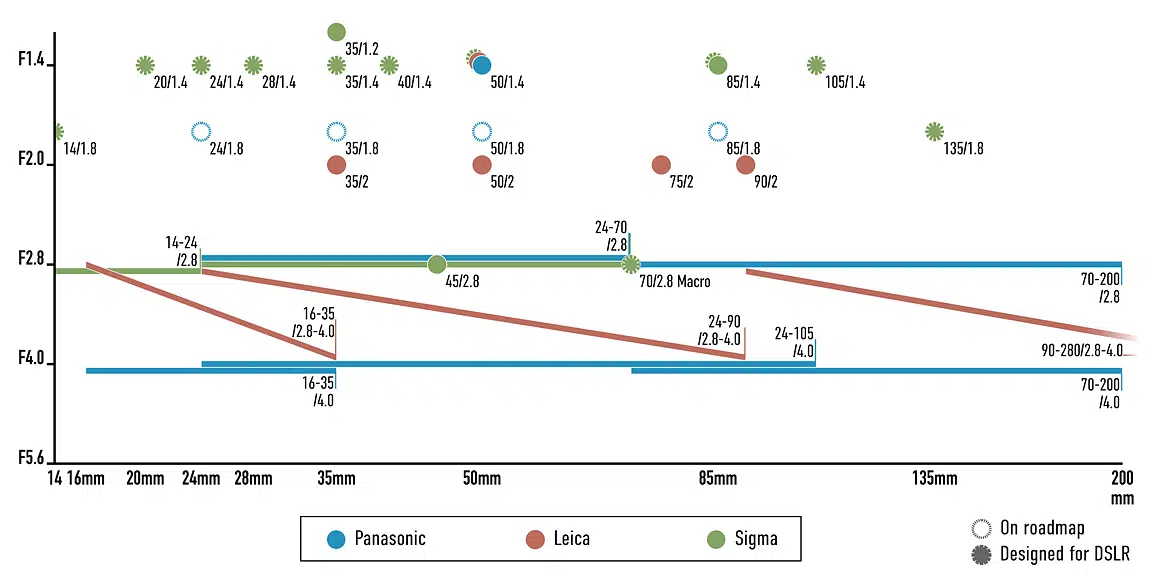 35/1.2
F1.4
20/1.4
24/1.4
28/1.4
35/1.4
40/1.4
50/1.4
85/1.4
105/1.4
14/1.8
24/1.8
35/1.8
50/1.8
85/1.8
135/1.8
F2.0
35/2
50/2
75/2
90/2
14-24
/2.8
24-70
/2.8
F2.8
45/2.8
70/2.8 Macro
70-200
/2.8
16-35
/2.8-4.0
24-90
/2.8-4.0
24-105
/4.0
90-280/2.8-4.0
F4.0
16-35
/4.0
70-200
/4.0
F5.6
14 16mm 20mm 24mm 28mm 35mm 50mm 85mm 135mm 200
mm
Panasonic
Leica
Sigma
On roadmap
Designed for DSLR